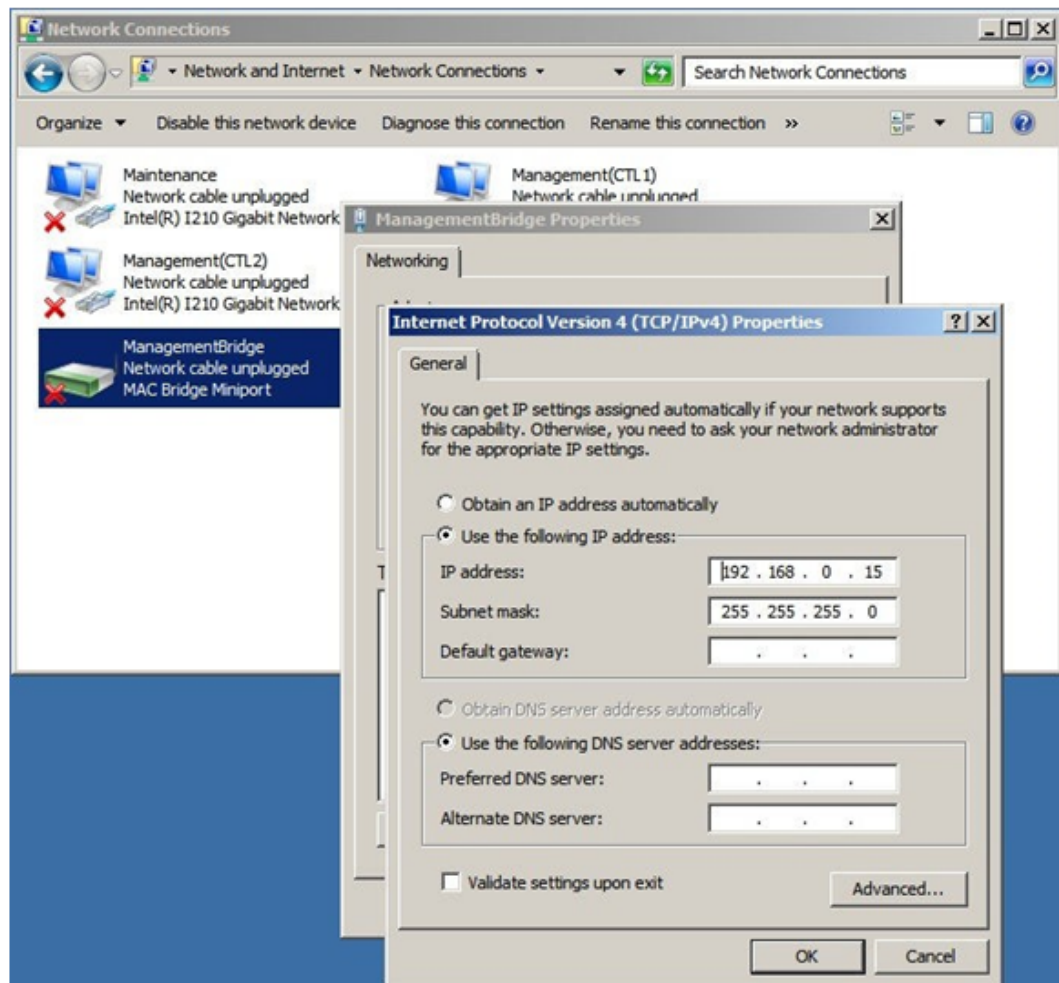 Network Connections
Network and Internet Network Connections
Search Network Connections
Organize Disable this network device Diagnose this connection Rename this connection »
Maintenance
Network cable unplugged
Intel(R) I210 Gigabit Network
Management(CTL1)
Network cable unplugged
Management(CTL2)
Network cable unplugged
Intel(R) I210 Gigabit Network
ManagementBridge
Network cable unplugged
MAC Bridge Miniport
ManagementBridge Properties
Networking
Internet Protocol Version 4 (TCP/IPv4) Properties
General
You can get IP settings assigned automatically if your network supports
this capability. Otherwise, you need to ask your network administrator
for the appropriate IP settings.
Obtain an IP address automatically
Use the following IP address:
IP address: 192 . 168 . 0 . 15
Subnet mask: 255 . 255 . 255 . 0
Default gateway: . . .
Obtain DNS server address automatically
Use the following DNS server addresses:
Preferred DNS server: . . .
Alternate DNS server: . . .
Validate settings upon exit
Advanced...
OK Cancel